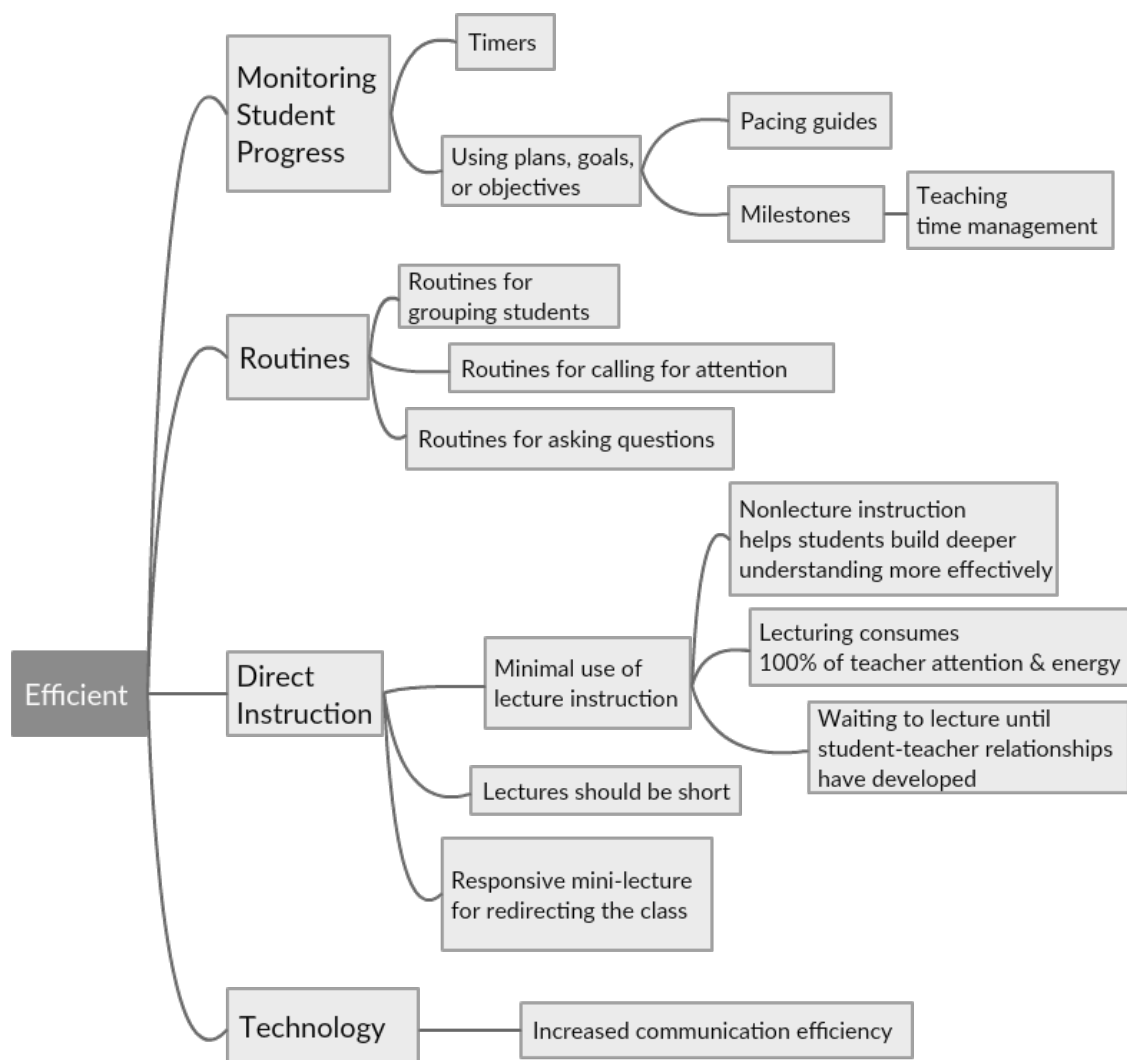 Timers
Monitoring
Student
Progress
Pacing guides
Using plans, goals,
or objectives
Milestones
Teaching
time management
Routines for
grouping students
Routines
Routines for calling for attention
Routines for asking questions
Nonlecture instruction
helps students build deeper
understanding more effectively
Efficient
Direct
Instruction
Minimal use of
lecture instruction
Lecturing consumes
100% of teacher attention & energy
Waiting to lecture until
student-teacher relationships
have developed
Lectures should be short
Responsive mini-lecture
for redirecting the class
Technology
Increased communication efficiency